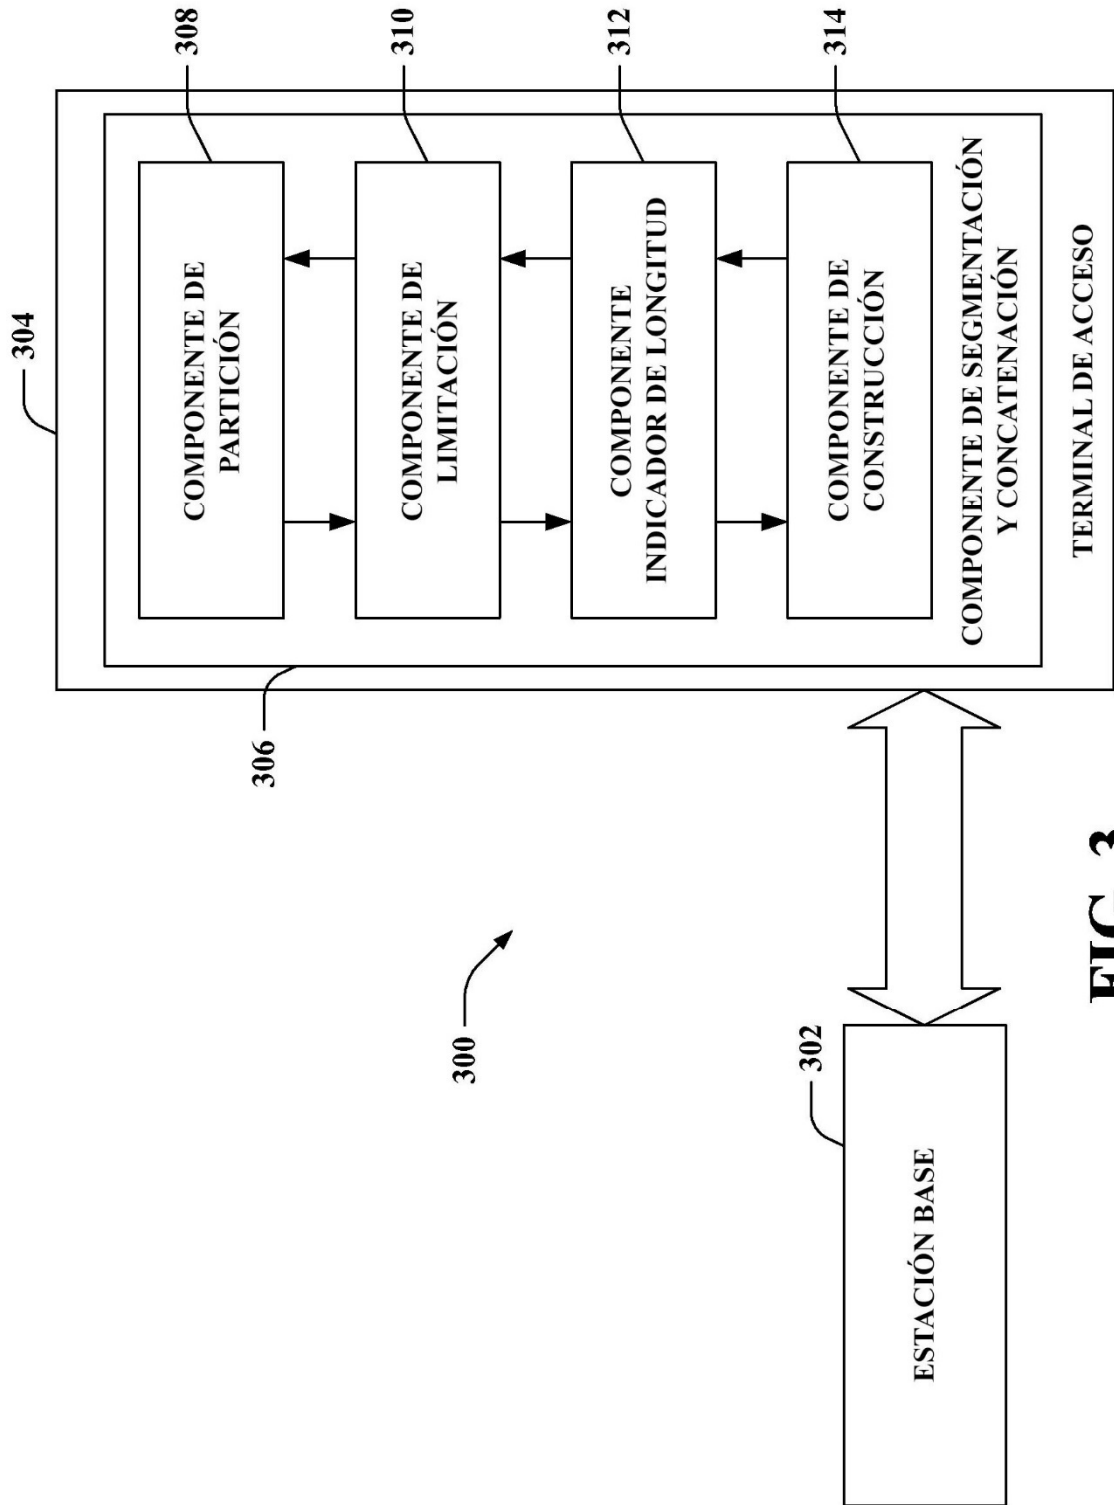 300
304
308
COMPONENTE DE
PARTICIÓN
310
COMPONENTE DE
LIMITACIÓN
312
COMPONENTE
INDICADOR DE LONGITUD
314
COMPONENTE DE
CONSTRUCCIÓN
306
COMPONENTE DE SEGMENTACIÓN
Y CONCATENACIÓN
TERMINAL DE ACCESO
302
ESTACIÓN BASE
FIG. 3